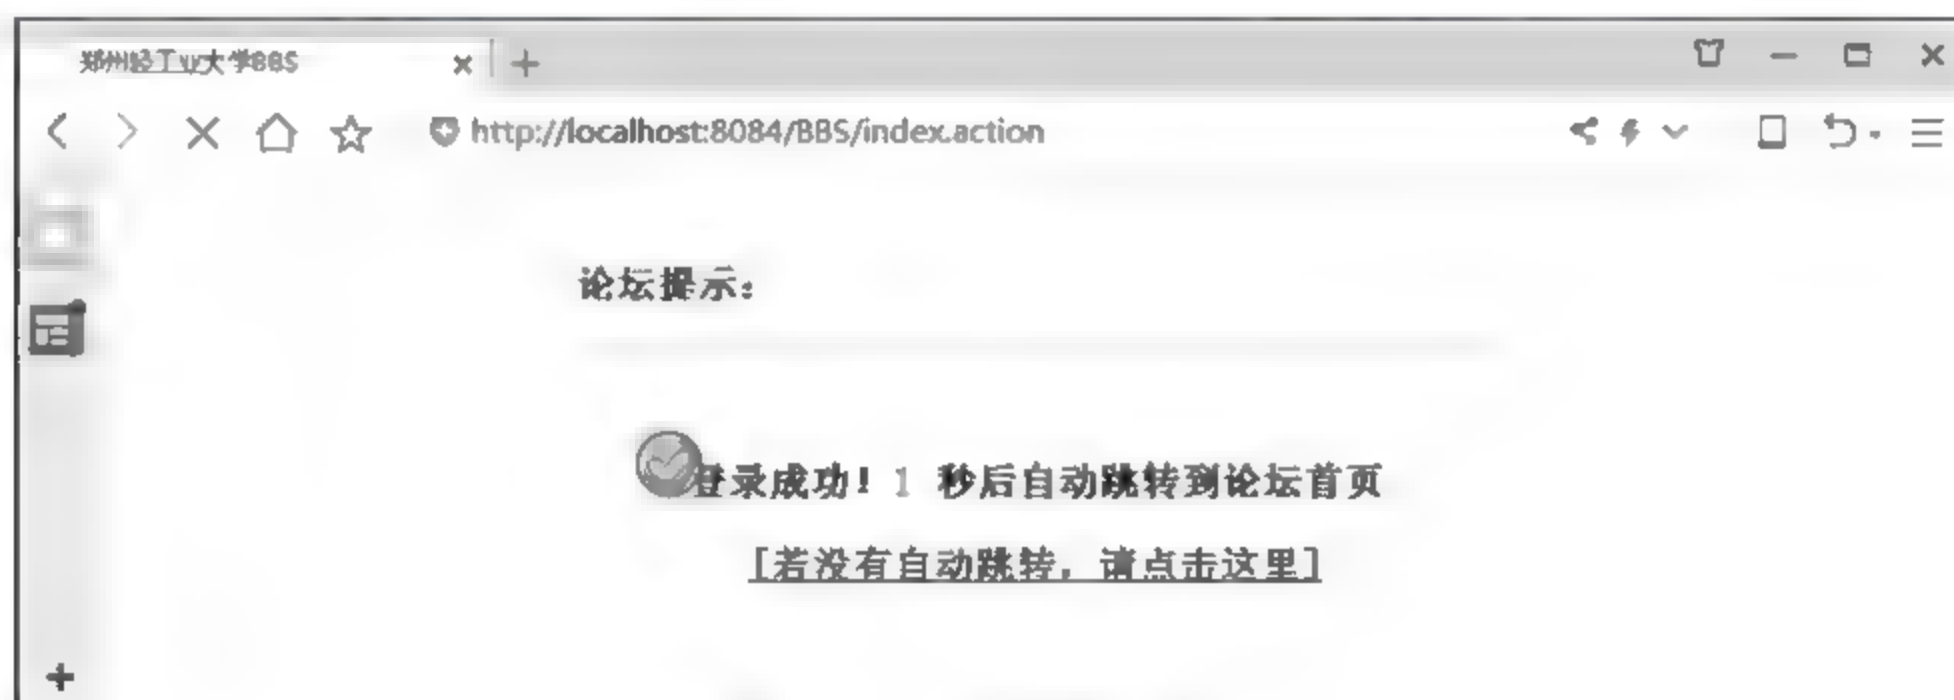 郑州轻工业大学BBS
http://localhost:8084/BBS/index.action
论坛提示:
登录成功! 1 秒后自动跳转到论坛首页
[若没有自动跳转, 请点击这里]